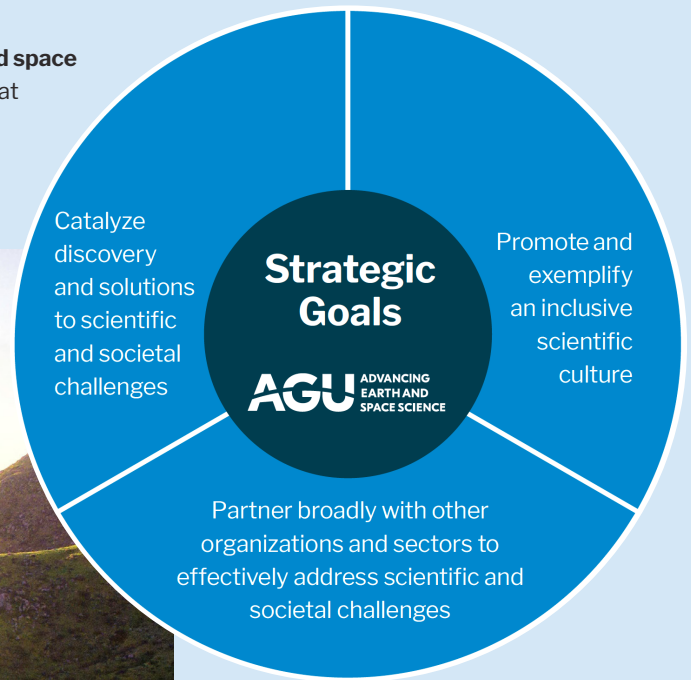 d space
at
Catalyze
discovery
and solutions
to scientific
and societal
challenges
Strategic
Goals
AGU ADVANCING
EARTH AND
SPACE SCIENCE
Promote and
exemplify
an inclusive
scientific
culture
Partner broadly with other
organizations and sectors to
effectively address scientific and
societal challenges